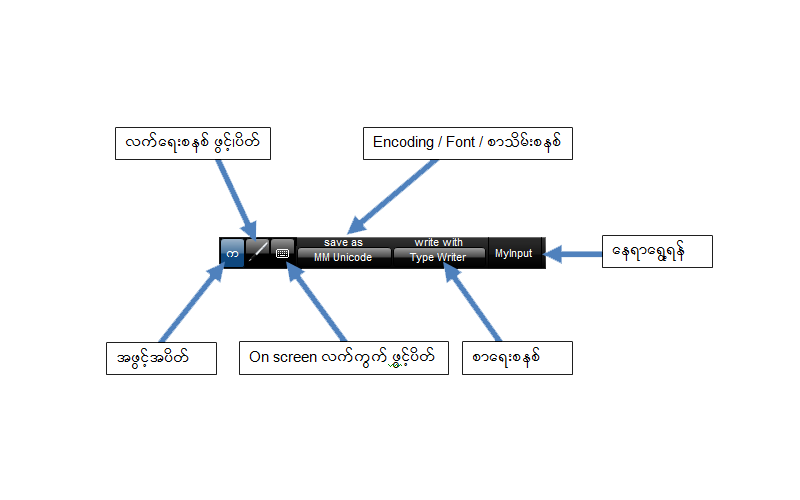 လက်ရေးစနစ် ဖွင့်၊ပိတ်
Encoding / Font / စာသိမ်းစနစ်
save as
write with
က
MM Unicode
Type Writer
MyInput
နေရာရွှေ့ရန်
အဖွင့်အပိတ်
On screen လက်ကွက် ဖွင့်ပိတ်
စာရေးစနစ်